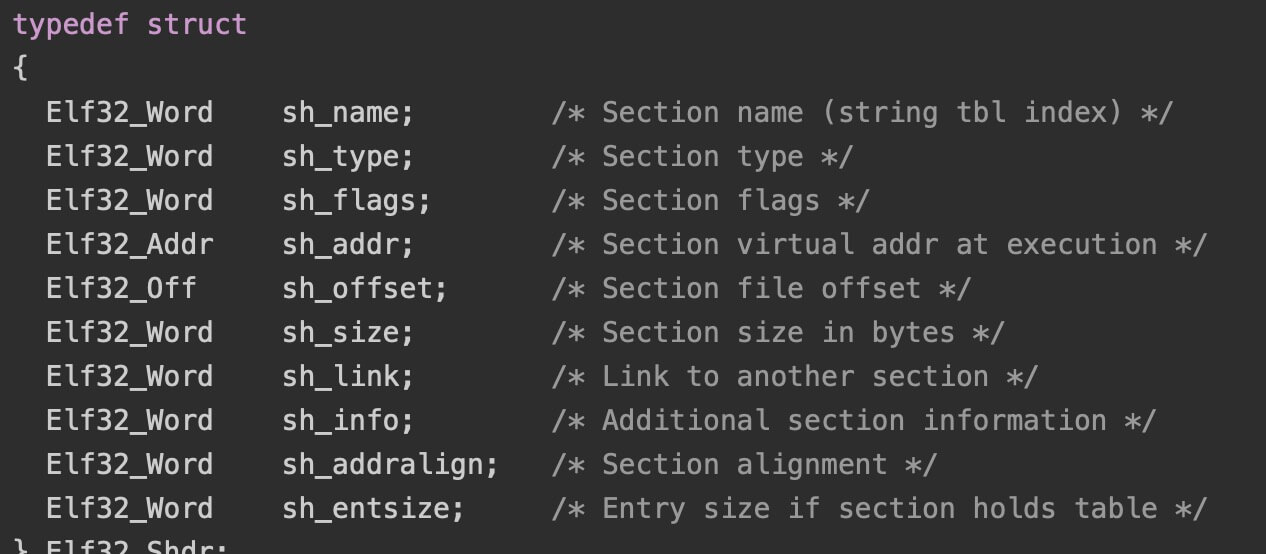 typedef struct
{
  Elf32_Word    sh_name;        /* Section name (string tbl index) */
  Elf32_Word    sh_type;        /* Section type */
  Elf32_Word    sh_flags;       /* Section flags */
  Elf32_Addr    sh_addr;        /* Section virtual addr at execution */
  Elf32_Off     sh_offset;      /* Section file offset */
  Elf32_Word    sh_size;        /* Section size in bytes */
  Elf32_Word    sh_link;        /* Link to another section */
  Elf32_Word    sh_info;        /* Additional section information */
  Elf32_Word    sh_addralign;   /* Section alignment */
  Elf32_Word    sh_entsize;     /* Entry size if section holds table */
} Elf32_Shdr;